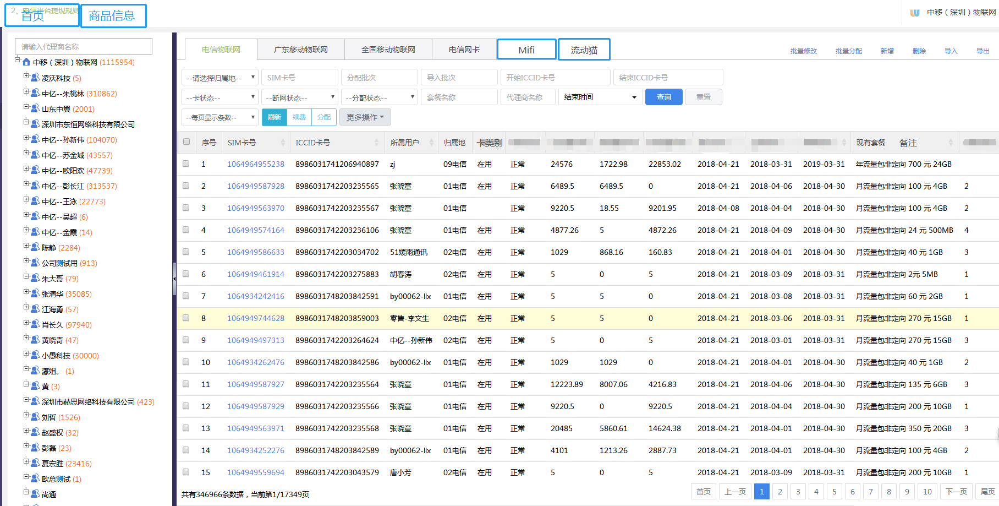 2、电信平台提现规则
首页 商品信息
中移（深圳）物联网
请输入代理商名称
中移（深圳）物联网 (1115954)
凌沃科技 (5)
中亿--朱桃林 (310862)
山东中翼 (2001)
深圳市东恒网络科技有限公司
中亿--孙新伟 (104070)
中亿--苏金城 (43557)
中亿--欧阳欢 (47739)
中亿--彭长江 (313537)
中亿--王泳 (22773)
中亿--吴超 (6)
中亿--金霞 (14)
陈静 (2284)
公司测试用 (913)
朱大哥 (79)
张清华 (35085)
江海勇 (57)
肖长久 (97940)
黄晓奇 (47)
小愚科技 (30000)
濛姐。 (1)
黄 (3)
深圳市赫思网络科技有限公司 (423)
刘哲 (1526)
赵盛权 (32)
彭磊 (23)
夏宏胜 (23416)
欧总测试 (1)
尚通
电信物联网 广东移动物联网 全国移动物联网 电信网卡 Mifi 流动猫
批量修改 批量分配 新增 删除 导入 导出
--请选择归属地-- SIM卡号 分配批次 导入批次 开始ICCID卡号 结束ICCID卡号
--卡状态-- --断网状态-- --分配状态-- 套餐名称 代理商名称 结束时间 查询 重置
--每页显示条数-- 刷新 续费 分配 更多操作
序号 SIM卡号 ICCID卡号 所属用户 归属地 卡类别 现有套餐 备注
1 1064964955238 8986031741206940897 zj 09电信 在用 正常 24576 1722.98 22853.02 2018-04-21 2018-03-31 2019-03-31 年流量包非定向 700 元 24GB
2 1064949587928 8986031742203235565 张晓章 01电信 在用 正常 6489.5 6489.5 0 2018-04-21 2018-04-06 2018-04-30 月流量包非定向 100 元 4GB 2
3 1064949563970 8986031742203235567 张晓章 01电信 正常 9220.5 18.55 9201.95 2018-04-08 2018-04-04 2018-04-30 月流量包非定向 100 元 4GB 2
4 1064949574164 8986031742203236106 张晓章 01电信 在用 正常 4877.26 5 4872.26 2018-04-21 2018-04-09 2018-04-30 月流量包非定向 24 元 500MB 4
5 1064949586633 8986031742203034702 51媛雨通讯 02电信 在用 正常 1029 868.16 160.83 2018-04-21 2018-04-01 2018-04-30 月流量包非定向 40 元 1GB 3
6 1064949461914 8986031742203275883 胡春涛 02电信 在用 正常 5 0 5 2018-04-21 2018-03-09 2018-03-31 月流量包非定向 2元 5MB 1
7 1064934242416 8986031748203842591 by00062-llx 01电信 在用 正常 5 5 0 2018-04-21 2018-03-08 2018-03-31 月流量包非定向 60 元 2GB 1
8 1064949744628 8986031748203859003 零售-李文生 02电信 在用 正常 5 5 0 2018-04-21 2018-03-06 2018-03-31 月流量包非定向 270 元 15GB 1
9 1064949497313 8986031742203264624 中亿--孙新伟 02电信 在用 正常 5 0 5 2018-04-21 2018-03-01 2018-03-31 月流量包非定向 270 元 15GB 3
10 1064934262476 8986031748203842586 by00062-llx 01电信 在用 正常 1029 1029 0 2018-04-21 2018-04-01 2018-04-30 月流量包非定向 40 元 1GB 2
11 1064949587927 8986031742203235564 张晓章 01电信 在用 正常 12223.89 8007.06 4216.83 2018-04-21 2018-04-06 2018-04-30 月流量包非定向 135 元 6GB 3
12 1064949587929 8986031742203235566 张晓章 01电信 在用 正常 9220.5 0 9220.5 2018-04-21 2018-04-04 2018-04-30 月流量包非定向 200 元 10GB 1
13 1064949563971 8986031742203235568 张晓章 01电信 在用 正常 20485 5860.61 14624.38 2018-04-21 2018-04-01 2018-04-30 月流量包非定向 350 元 20GB 3
14 1064934252276 8986031748203842589 by00062-llx 01电信 在用 正常 4101 1213.26 2887.73 2018-04-21 2018-04-01 2018-04-30 月流量包非定向 100 元 4GB 2
15 1064949559694 8986031742203043579 唐小芳 02电信 在用 正常 5 0 5 2018-04-21 2018-03-09 2018-03-31 月流量包非定向 200 元 10GB 1
共有346966条数据，当前第1/17349页
首页 上一页 1 2 3 4 5 6 7 8 9 10 下一页 尾页